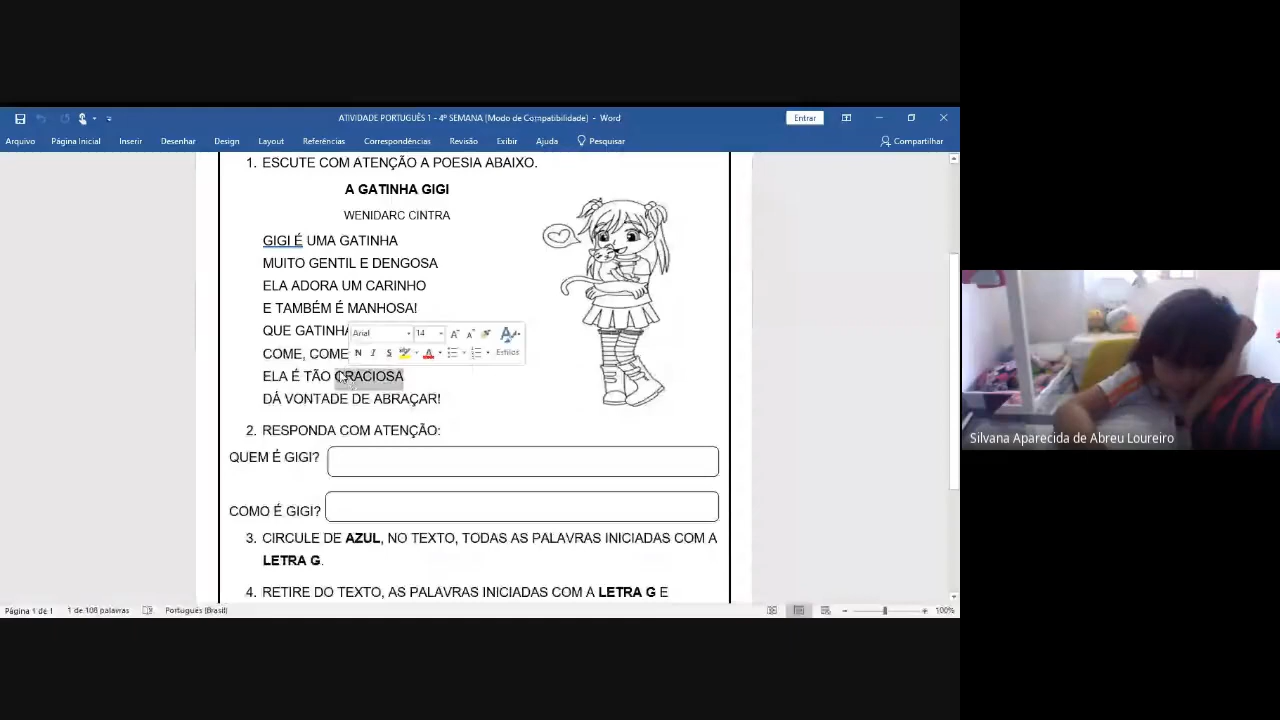 ATIVIDADE PORTUGUÊS 1 - 4º SEMANA [Modo de Compatibilidade] - Word
Entrar
Arquivo Página Inicial Inserir Desenhar Design Layout Referências Correspondências Revisão Exibir Ajuda Pesquisar Compartilhar
1. ESCUTE COM ATENÇÃO A POESIA ABAIXO.
A GATINHA GIGI
WENIDARC CINTRA
GIGI É UMA GATINHA
MUITO GENTIL E DENGOSA
ELA ADORA UM CARINHO
E TAMBÉM É MANHOSA!
QUE GATINHA
Arial 14
COME, COME
N I S A Estilos
ELA É TÃO GRACIOSA
DÁ VONTADE DE ABRAÇAR!
2. RESPONDA COM ATENÇÃO:
QUEM É GIGI?
Silvana Aparecida de Abreu Loureiro
COMO É GIGI?
3. CIRCULE DE AZUL, NO TEXTO, TODAS AS PALAVRAS INICIADAS COM A
LETRA G.
4. RETIRE DO TEXTO, AS PALAVRAS INICIADAS COM A LETRA G E
Página 1 de 1 1 de 108 palavras Português (Brasil) 100%